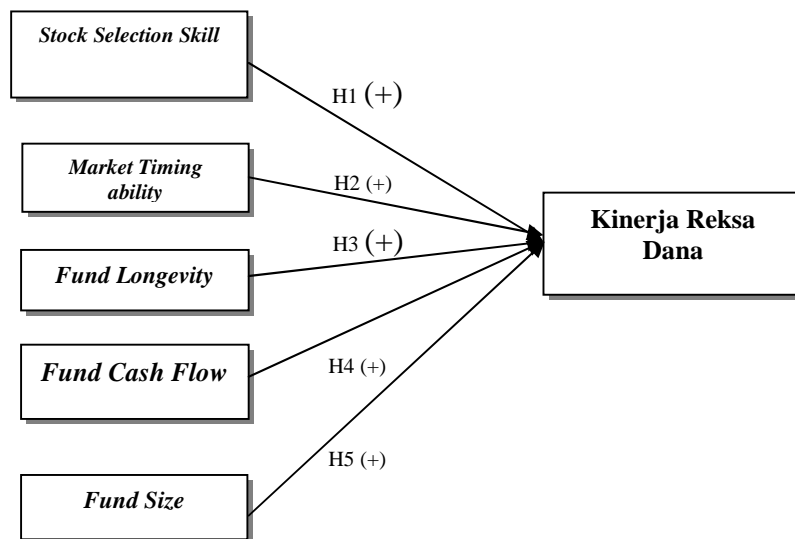 Stock Selection Skill
H1 (+)
Market Timing
ability
H2 (+)
Kinerja Reksa
Dana
H3 (+)
Fund Longevity
Fund Cash Flow
H4 (+)
H5 (+)
Fund Size